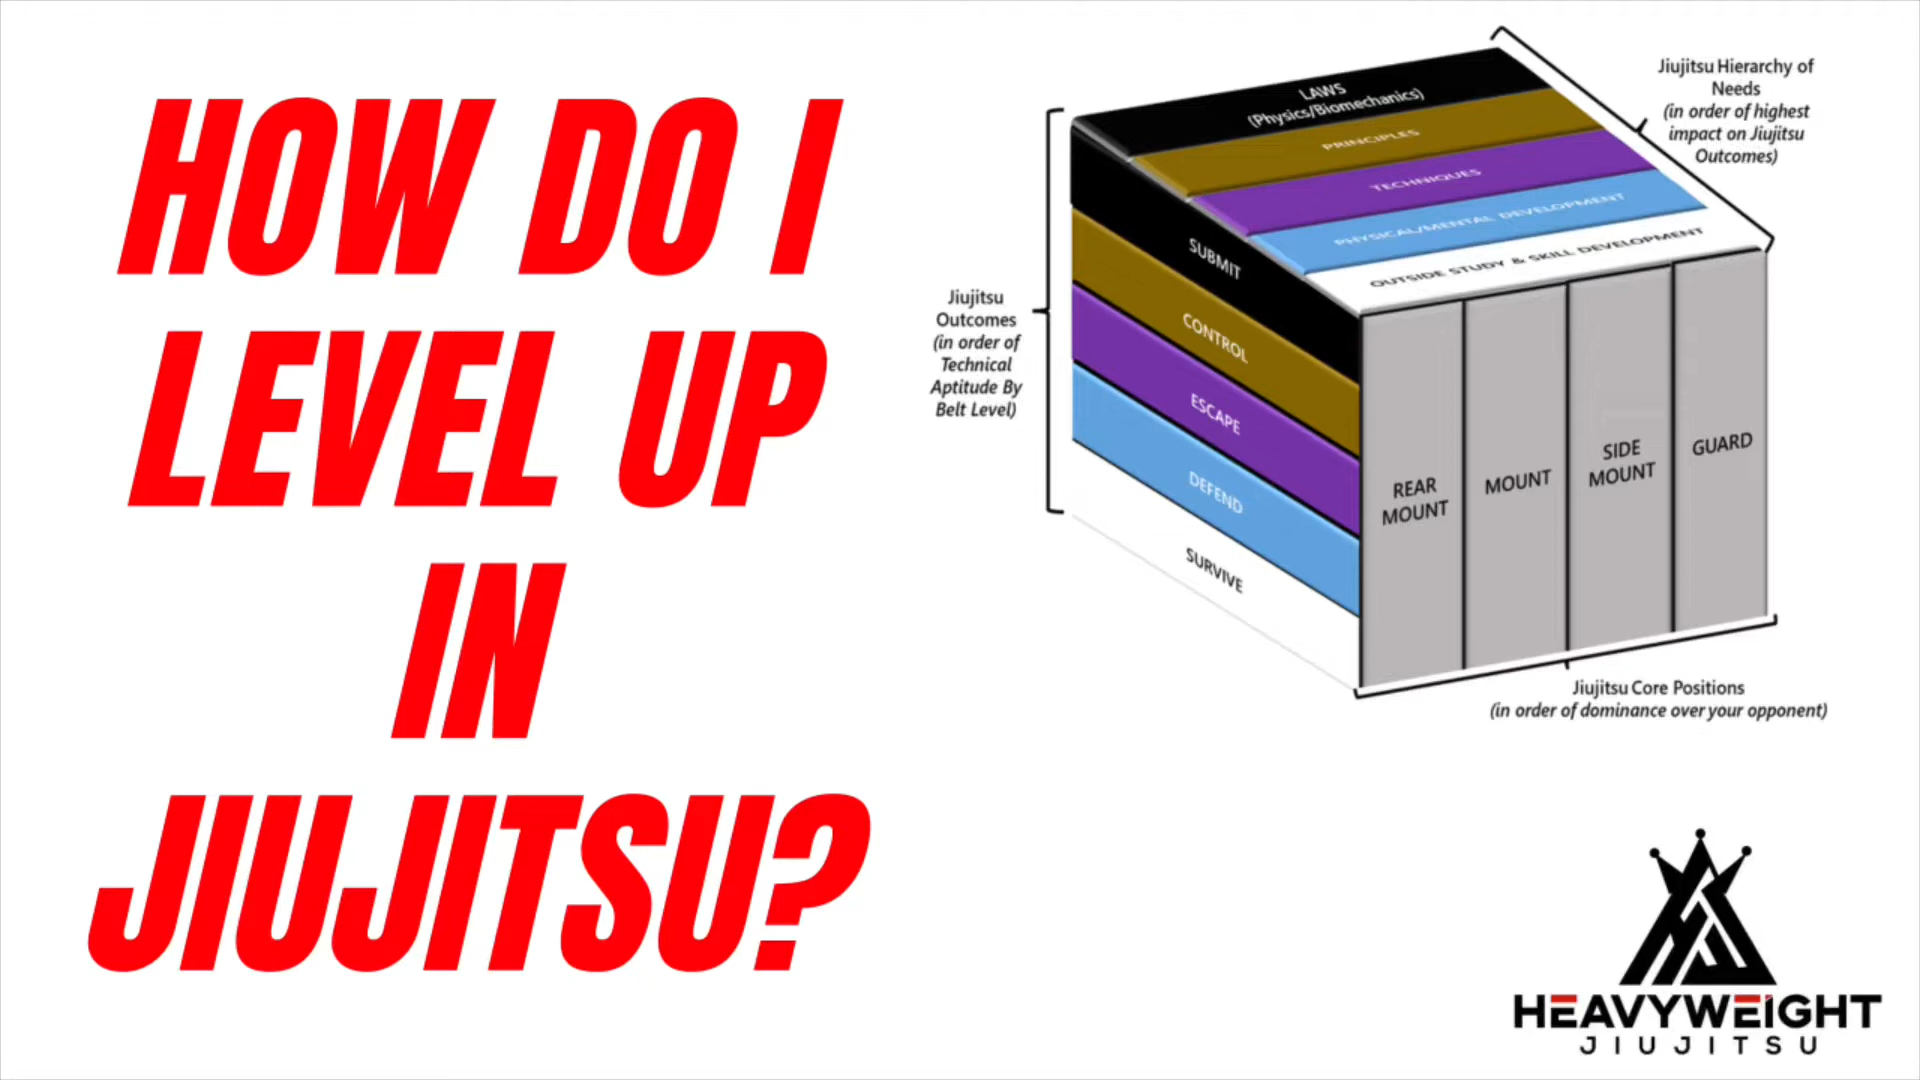 HOW DO I
LEVEL UP
IN
JIUJITSU?
Jiujitsu Hierarchy of
Needs
(in order of highest
impact on Jiujitsu
Outcomes)
LAWS
(Physics/Biomechanics)
PRINCIPLES
TECHNIQUES
PHYSICAL/MENTAL DEVELOPMENT
OUTSIDE STUDY & SKILL DEVELOPMENT
Jiujitsu
Outcomes
(in order of
Technical
Aptitude By
Belt Level)
SUBMIT
CONTROL
ESCAPE
DEFEND
SURVIVE
REAR
MOUNT
MOUNT
SIDE
MOUNT
GUARD
Jiujitsu Core Positions
(in order of dominance over your opponent)
HEAVYWEIGHT
JIUJITSU